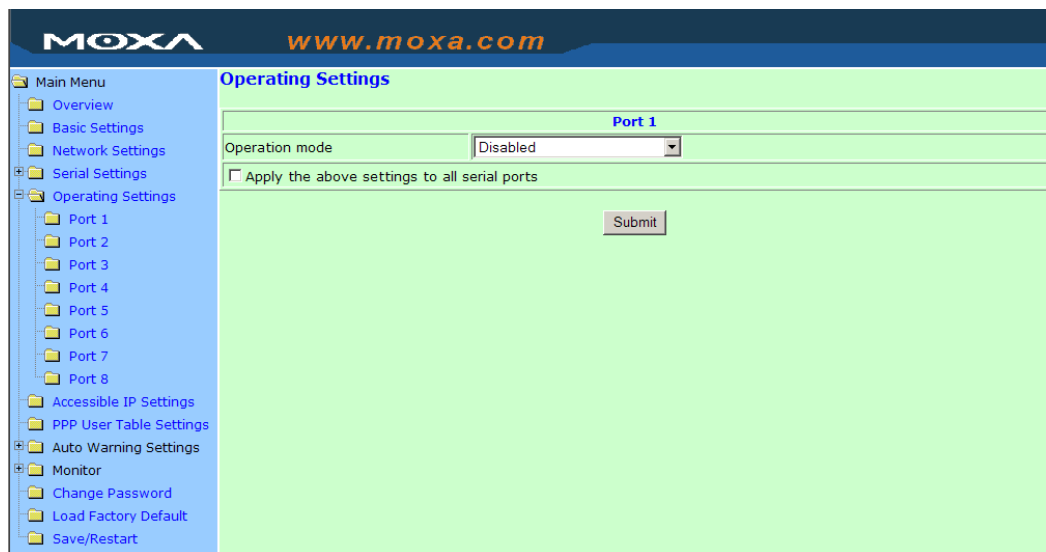 MOXA
www.moxa.com
Main Menu
Overview
Basic Settings
Network Settings
Serial Settings
Operating Settings
Port 1
Port 2
Port 3
Port 4
Port 5
Port 6
Port 7
Port 8
Accessible IP Settings
PPP User Table Settings
Auto Warning Settings
Monitor
Change Password
Load Factory Default
Save/Restart
Operating Settings
Port 1
Operation mode Disabled
Apply the above settings to all serial ports
Submit